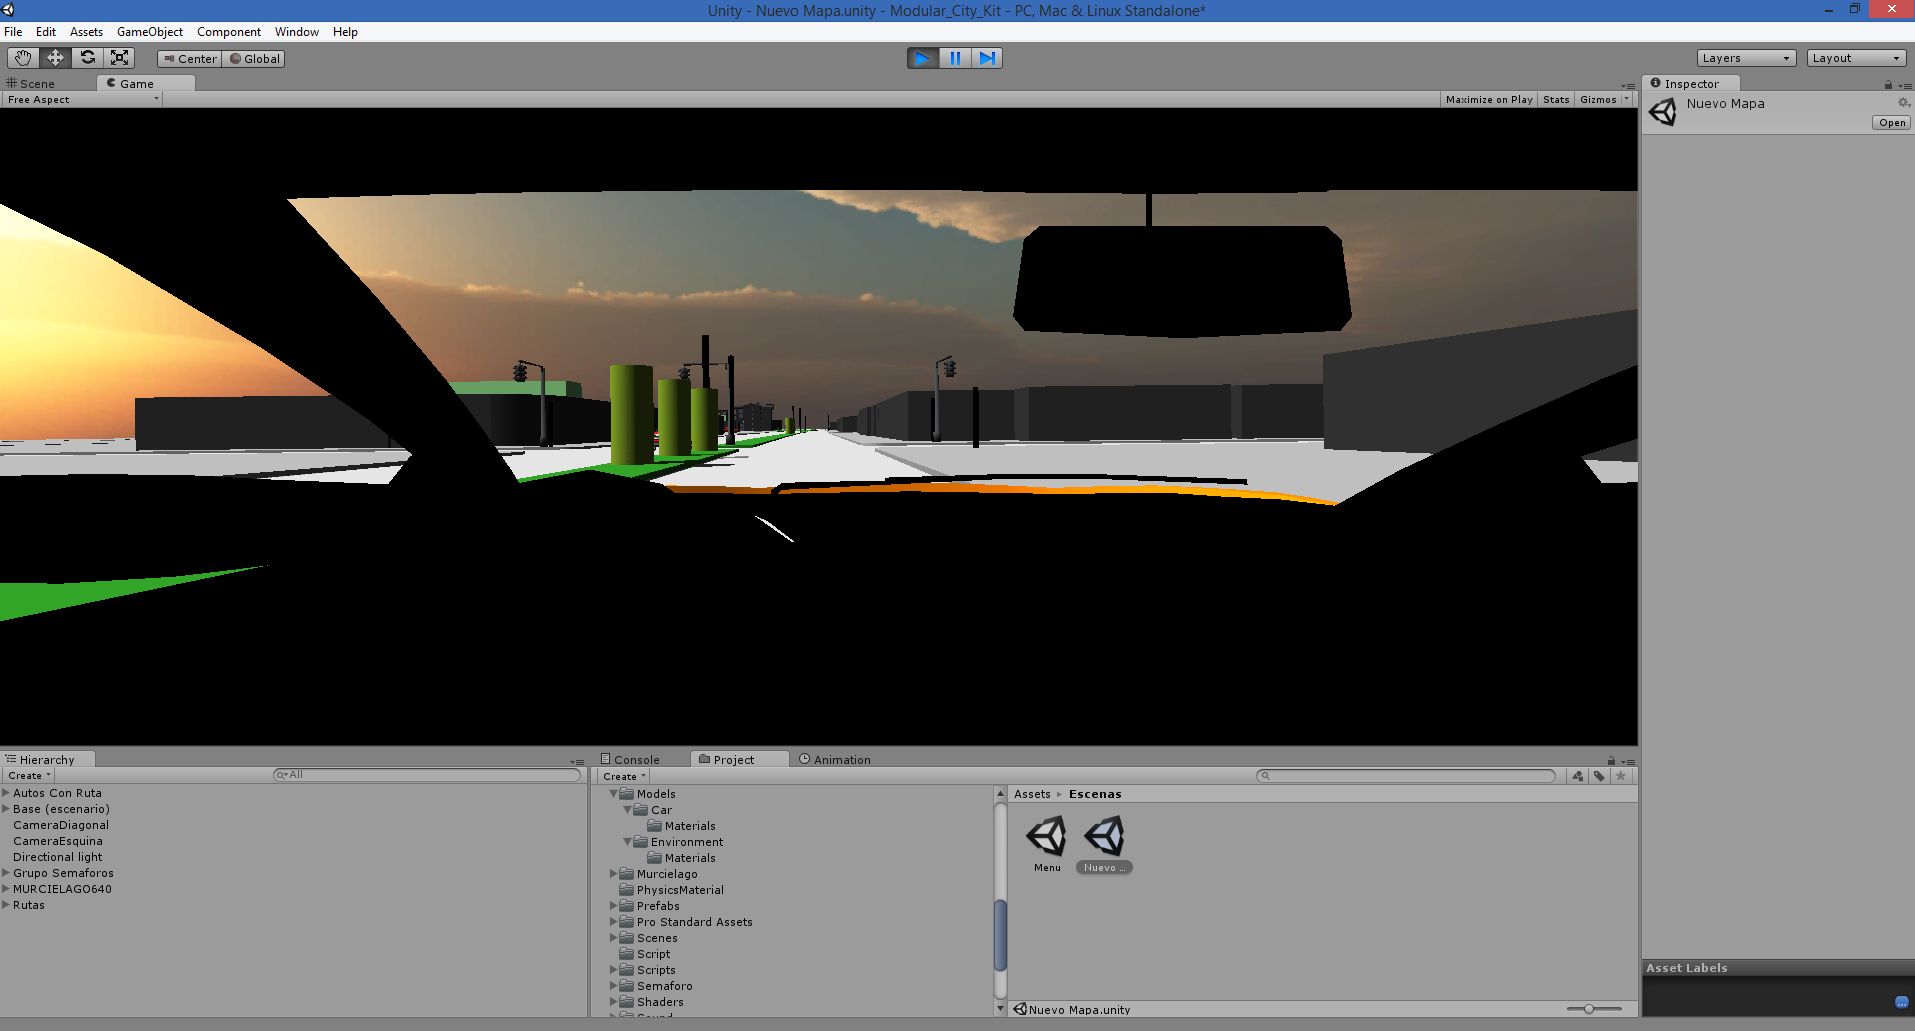 Unity - Nuevo Mapa.unity - Modular_City_Kit - PC, Mac & Linux Standalone*
File Edit Assets GameObject Component Window Help
Center Global Layers Layout
Scene Game Inspector
Free Aspect Maximize on Play Stats Gizmos
Nuevo Mapa
Open
Hierarchy
Create All
Autos Con Ruta
Base (escenario)
CameraDiagonal
CameraEsquina
Directional light
Grupo Semaforos
MURCIELAGO640
Rutas
Console Project Animation
Create
Models
Car
Materials
Environment
Materials
Murcielago
PhysicsMaterial
Prefabs
Pro Standard Assets
Scenes
Script
Scripts
Semaforo
Shaders
Sound
Assets ▸ Escenas
Menu Nuevo ...
Nuevo Mapa.unity
Asset Labels